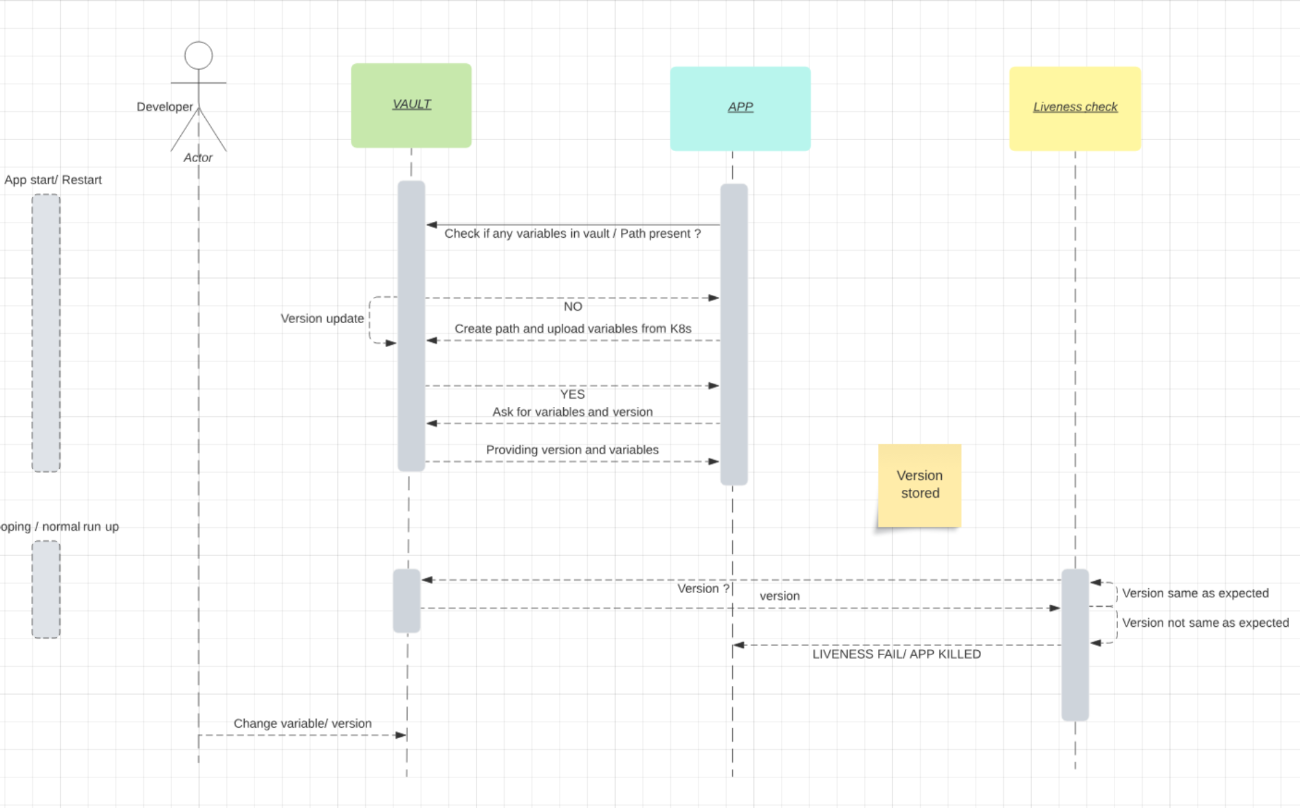 VAULT
APP
Liveness check
Developer
Actor
App start/ Restart
Check if any variables in vault / Path present ?
NO
Version update
Create path and upload variables from K8s
YES
Ask for variables and version
Providing version and variables
Version
stored
oping / normal run up
Version ?
version
Version same as expected
Version not same as expected
LIVENESS FAIL/ APP KILLED
Change variable/ version